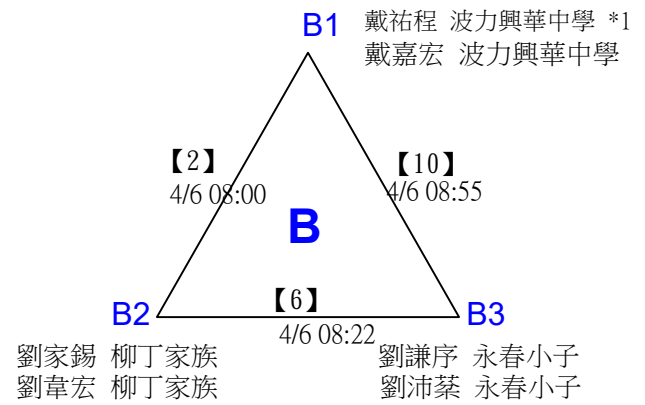 B1
戴祐程 波力興華中學 *1
戴嘉宏 波力興華中學
【2】
4/6 08:00
【10】
4/6 08:55
B
B2
【6】
4/6 08:22
B3
劉家錫 柳丁家族
劉韋宏 柳丁家族
劉謙序 永春小子
劉沛棻 永春小子